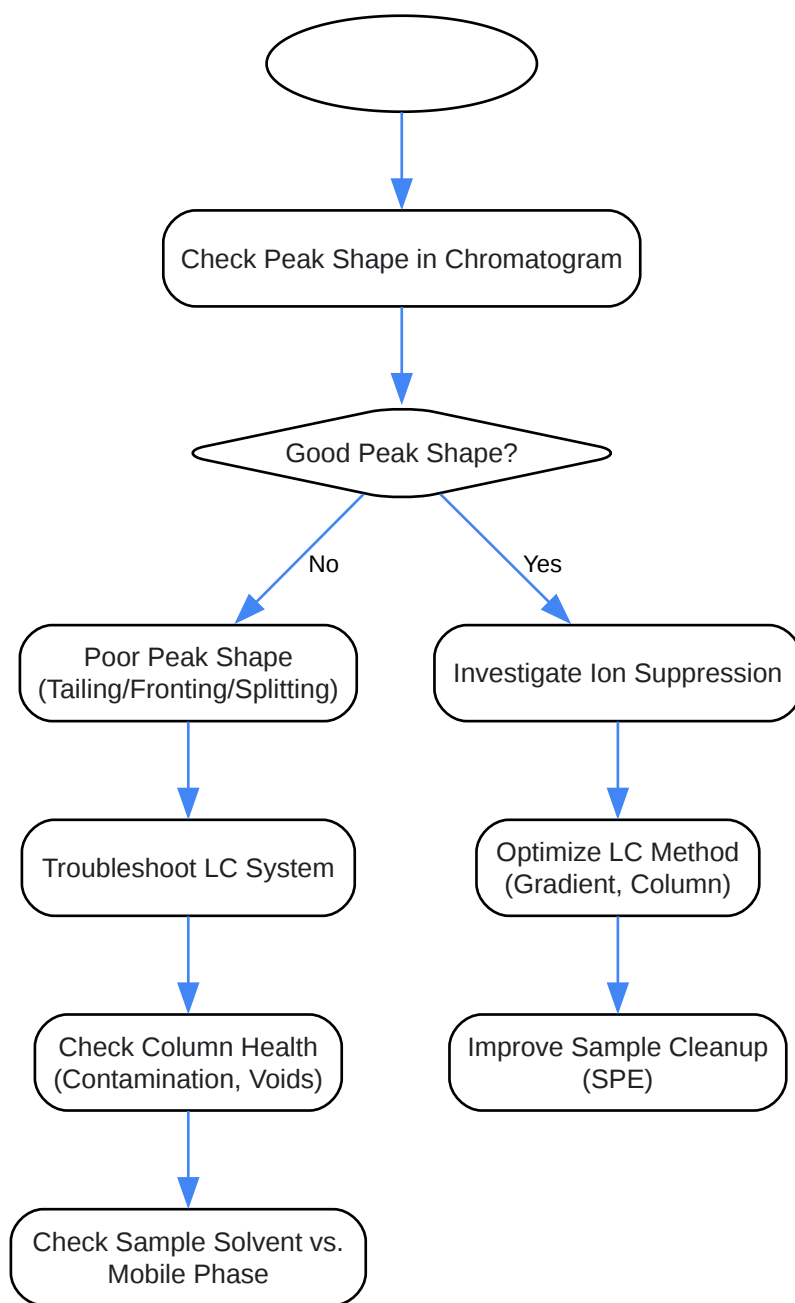 Check Peak Shape in Chromatogram
Good Peak Shape?
No
Yes
Poor Peak Shape
(Tailing/Fronting/Splitting)
Investigate Ion Suppression
Troubleshoot LC System
Optimize LC Method
(Gradient, Column)
Check Column Health
(Contamination, Voids)
Improve Sample Cleanup
(SPE)
Check Sample Solvent vs.
Mobile Phase